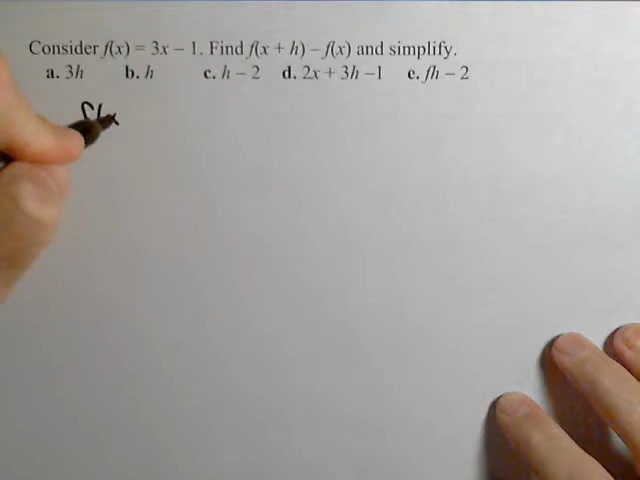 Consider f(x) = 3x – 1. Find f(x + h) – f(x) and simplify.
a. 3h b. h c. h – 2 d. 2x + 3h –1 e. fh – 2
f(x